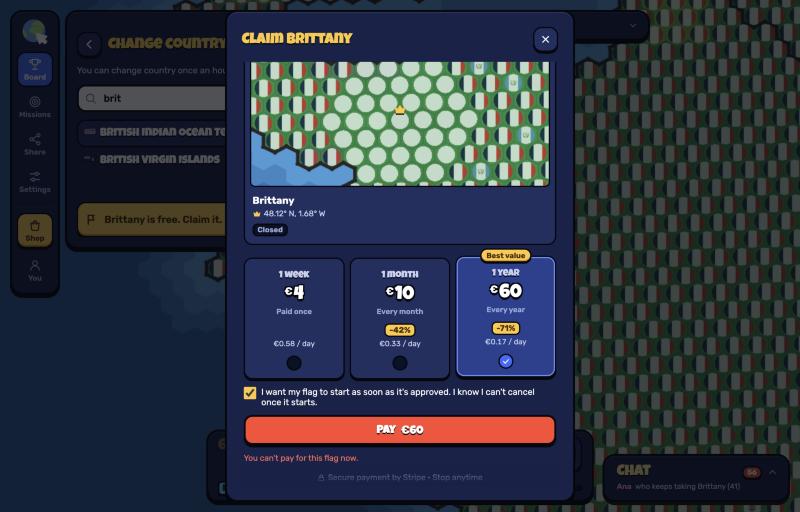 CHANGE COUNTRY
You can change country once an hou
brit
BRITISH INDIAN OCEAN TE
BRITISH VIRGIN ISLANDS
Brittany is free. Claim it.
Board
Missions
Share
Settings
Shop
You
CLAIM BRITTANY
Brittany
48.12° N, 1.68° W
Closed
1 WEEK
€4
Paid once
€0.58 / day
1 MONTH
€10
Every month
-42%
€0.33 / day
Best value
1 YEAR
€60
Every year
-71%
€0.17 / day
I want my flag to start as soon as it's approved. I know I can't cancel
once it starts.
PAY €60
You can't pay for this flag now.
Secure payment by Stripe • Stop anytime
CHAT
56
Ana who keeps taking Brittany (41)